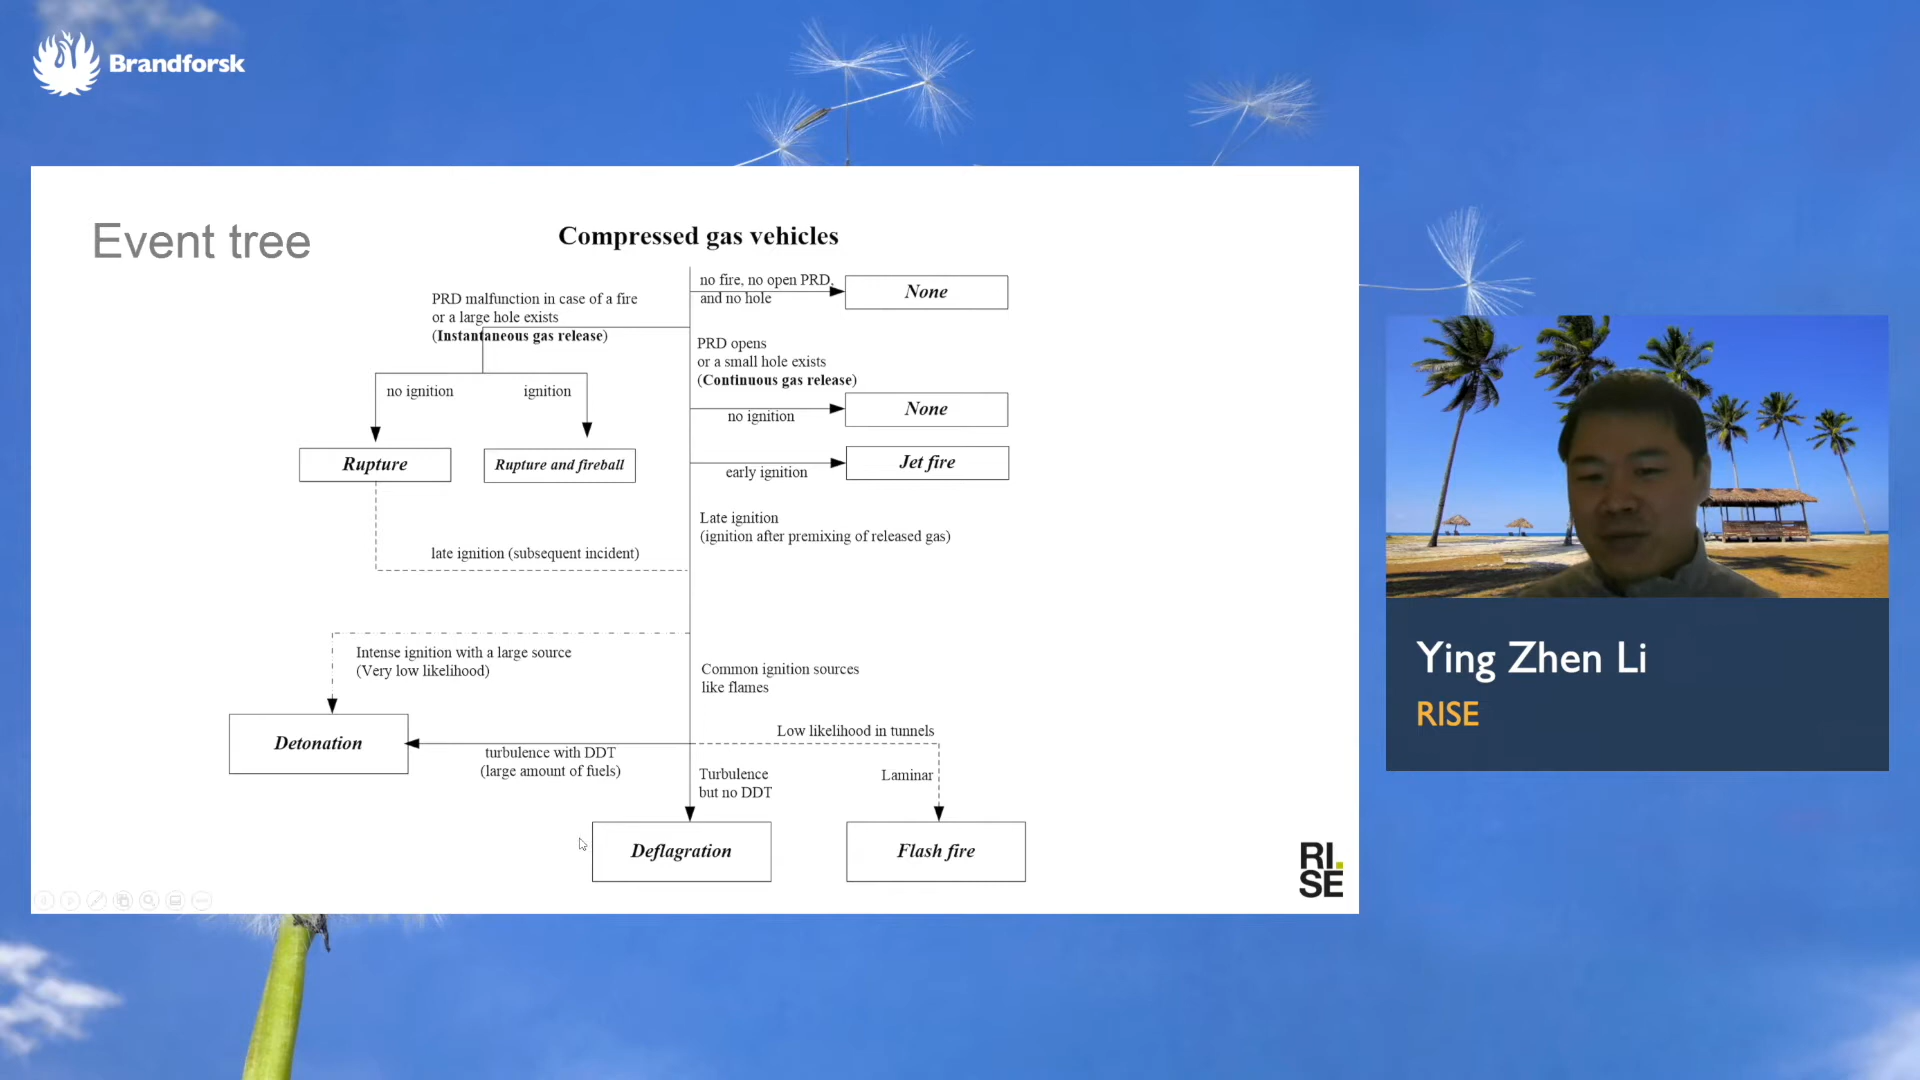 Brandforsk
Event tree
Compressed gas vehicles
no fire, no open PRD,
and no hole
None
PRD malfunction in case of a fire
or a large hole exists
(Instantaneous gas release)
PRD opens
or a small hole exists
(Continuous gas release)
no ignition
ignition
no ignition
None
Rupture
Rupture and fireball
early ignition
Jet fire
Late ignition
(ignition after premixing of released gas)
late ignition (subsequent incident)
Intense ignition with a large source
(Very low likelihood)
Common ignition sources
like flames
Detonation
turbulence with DDT
(large amount of fuels)
Low likelihood in tunnels
Turbulence
but no DDT
Laminar
Deflagration
Flash fire
RI.
SE
Ying Zhen Li
RISE